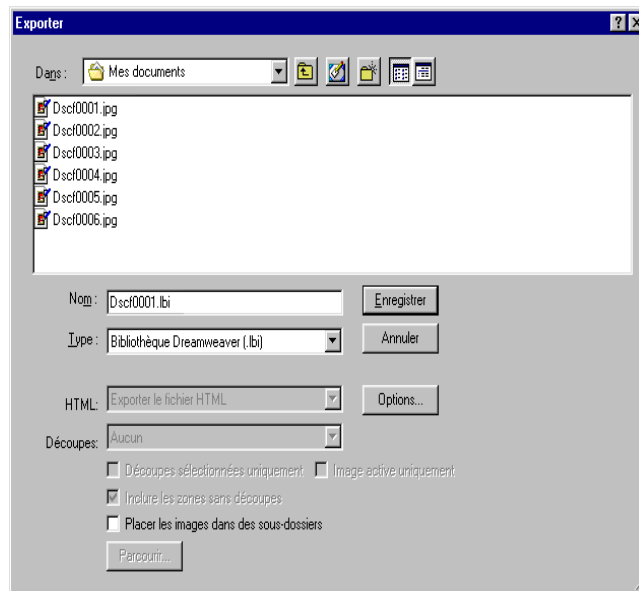 Exporter
Dans : Mes documents
Dscf0001.jpg
Dscf0002.jpg
Dscf0003.jpg
Dscf0004.jpg
Dscf0005.jpg
Dscf0006.jpg
Nom : Dscf0001.lbi Enregistrer
Type : Bibliothèque Dreamweaver (.lbi) Annuler
HTML: Exporter le fichier HTML Options...
Découpes: Aucun
Découpes sélectionnées uniquement Image active uniquement
Inclure les zones sans découpes
Placer les images dans des sous-dossiers
Parcourir...